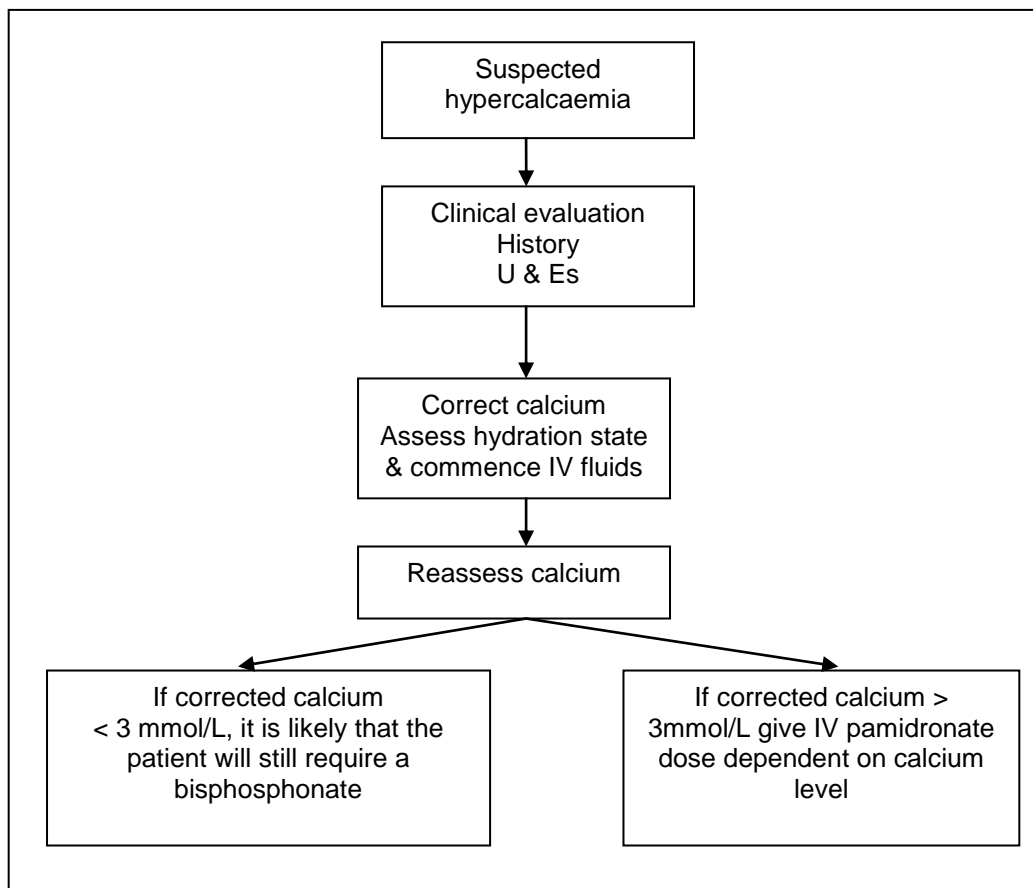 Suspected
hypercalcaemia
Clinical evaluation
History
U & Es
Correct calcium
Assess hydration state
& commence IV fluids
Reassess calcium
If corrected calcium
< 3 mmol/L, it is likely that the
patient will still require a
bisphosphonate
If corrected calcium >
3mmol/L give IV pamidronate
dose dependent on calcium
level